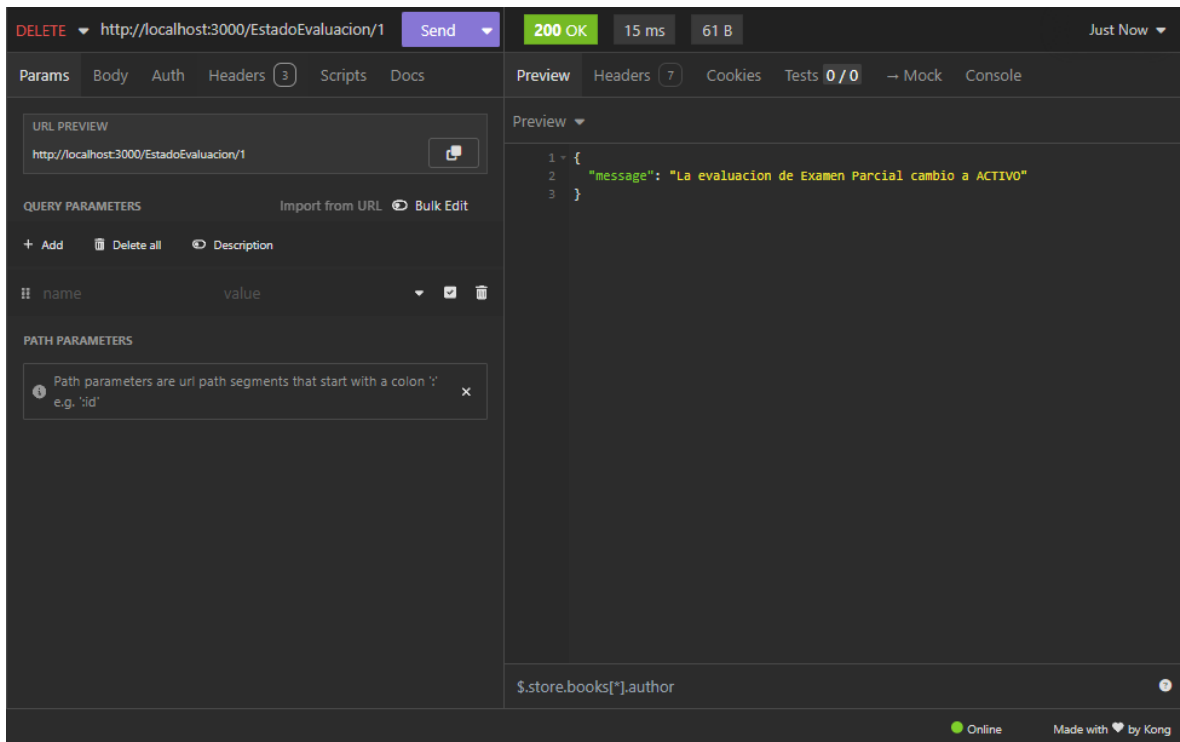 DELETE http://localhost:3000/EstadoEvaluacion/1 Send 200 OK 15 ms 61 B Just Now
Params Body Auth Headers 3 Scripts Docs
URL PREVIEW
http://localhost:3000/EstadoEvaluacion/1
QUERY PARAMETERS Import from URL Bulk Edit
+ Add Delete all Description
name value
PATH PARAMETERS
Path parameters are url path segments that start with a colon ':'
e.g. ':id'
Preview Headers 7 Cookies Tests 0 / 0 → Mock Console
Preview
1 {
2 "message": "La evaluacion de Examen Parcial cambio a ACTIVO"
3 }
$.store.books[*].author
Online Made with ♥ by Kong